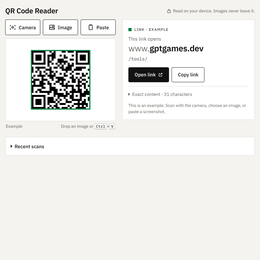 QR Code Reader
Read on your device. Images never leave it.
Camera
Image
Paste
LINK · EXAMPLE
This link opens
www.gptgames.dev
/tools/
Open link
Copy link
Exact content · 31 characters
This is an example. Scan with the camera, choose an image, or
paste a screenshot.
Example
Drop an image or Ctrl + V
Recent scans